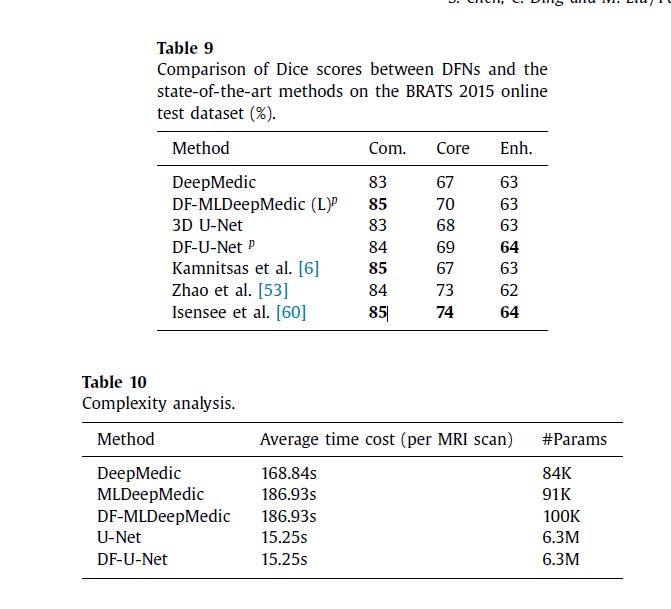 S. Chen, C. Ding and M. Liu / Pa
Table 9
Comparison of Dice scores between DFNs and the
state-of-the-art methods on the BRATS 2015 online
test dataset (%).
Method Com. Core Enh.
DeepMedic 83 67 63
DF-MLDeepMedic (L)p 85 70 63
3D U-Net 83 68 63
DF-U-Net p 84 69 64
Kamnitsas et al. [6] 85 67 63
Zhao et al. [53] 84 73 62
Isensee et al. [60] 85 74 64
Table 10
Complexity analysis.
Method Average time cost (per MRI scan) #Params
DeepMedic 168.84s 84K
MLDeepMedic 186.93s 91K
DF-MLDeepMedic 186.93s 100K
U-Net 15.25s 6.3M
DF-U-Net 15.25s 6.3M